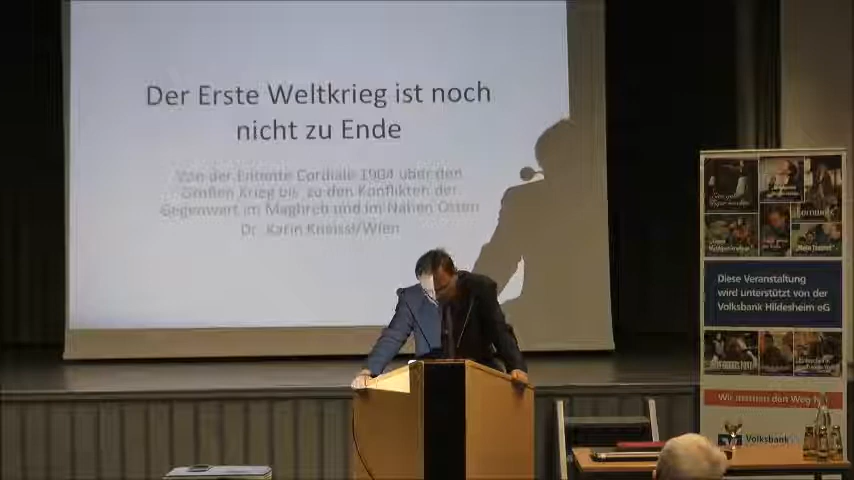 Der Erste Weltkrieg ist noch
nicht zu Ende
Von der Entente Cordiale 1904 über den
Großen Krieg bis zu den Konflikten der
Gegenwart im Maghreb und im Nahen Osten
Dr. Karin Kneissl/Wien
Diese Veranstaltung
wird unterstützt von der
Volksbank Hildesheim eG
Wir machen den Weg frei.
Volksbank